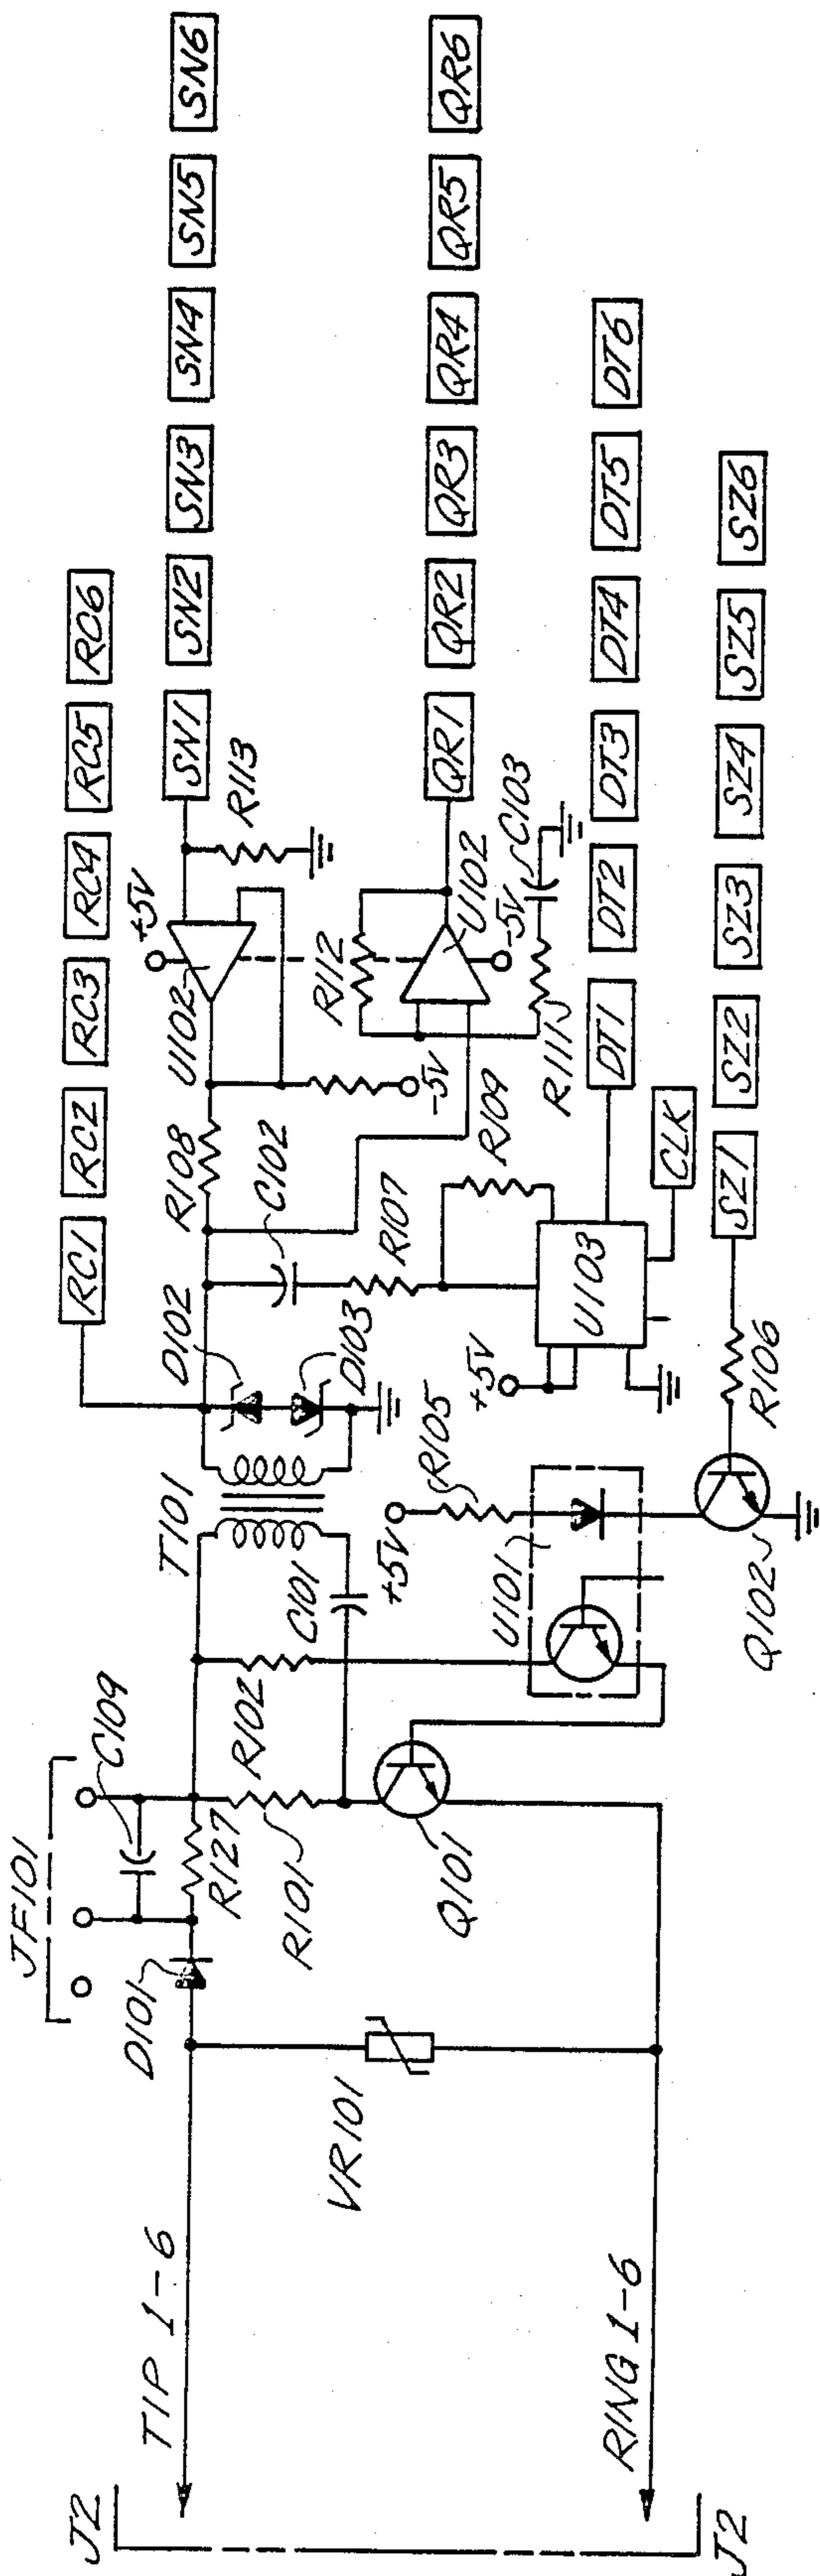 RC1 RC2 RC3 RC4 RC5 RC6
SN1 SN2 SN3 SN4 SN5 SN6
QR1 QR2 QR3 QR4 QR5 QR6
DT1 DT2 DT3 DT4 DT5 DT6
SZ1 SZ2 SZ3 SZ4 SZ5 SZ6
CLK
JF101
C109
D101
R127
R101
R102
T101
C101
D102
D103
R108
C102
R107
U102
+5V
R113
-5V
R112
U102
-5V
C103
R111
R109
U103
+5V
+5V
R105
U101
R106
Q102
Q101
VR101
TIP 1-6
RING 1-6
J2
J2